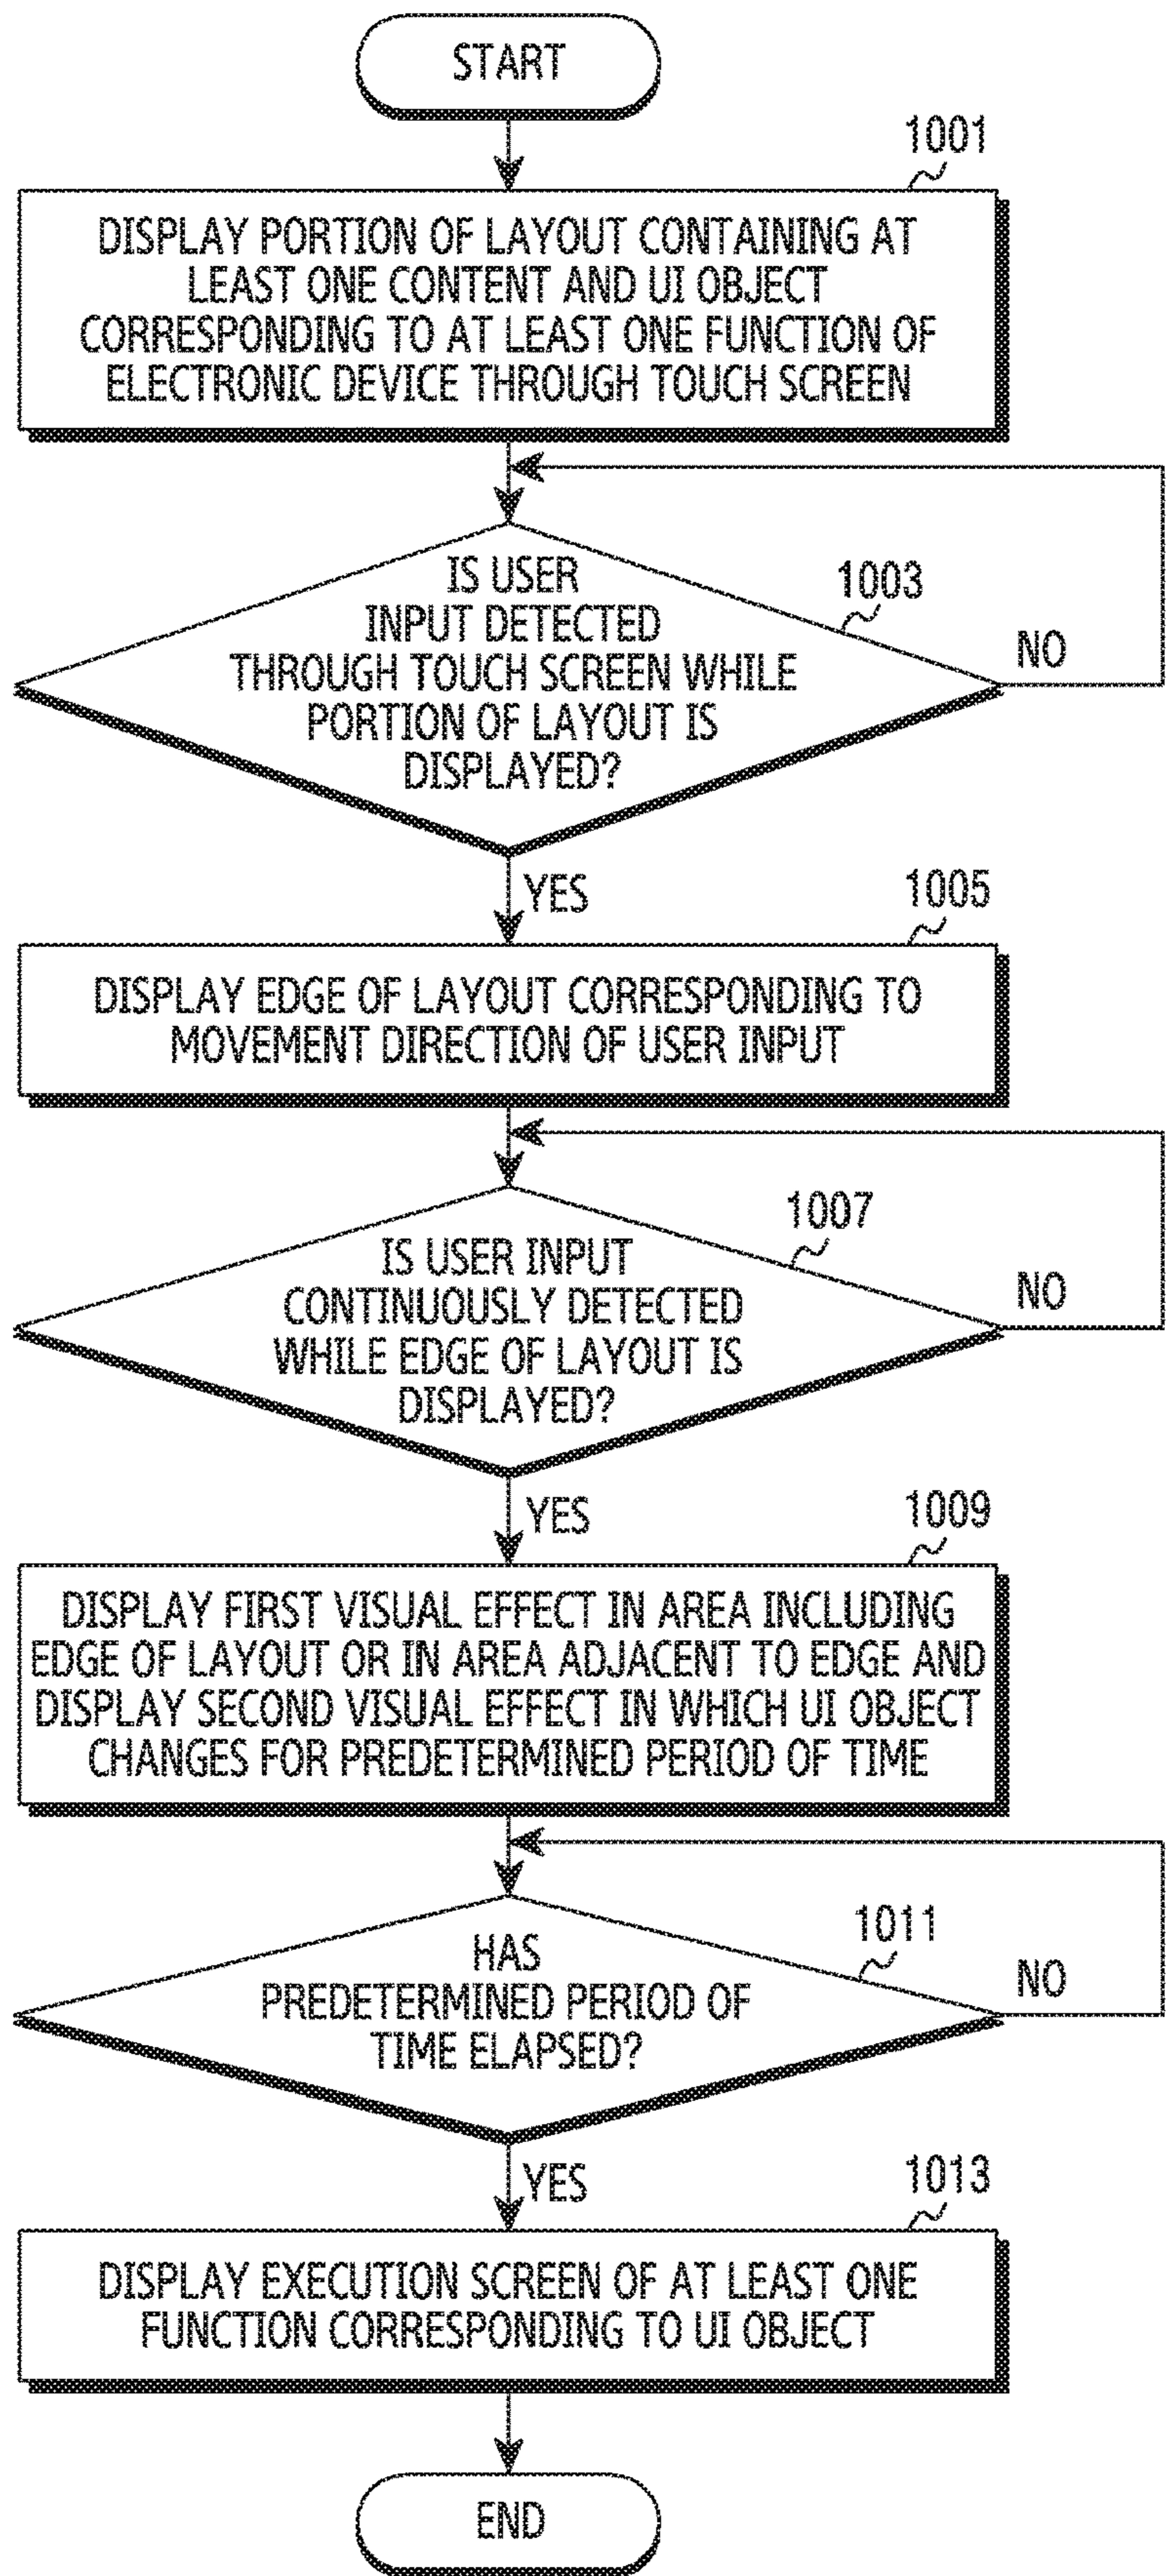 START
1001
DISPLAY PORTION OF LAYOUT CONTAINING AT
LEAST ONE CONTENT AND UI OBJECT
CORRESPONDING TO AT LEAST ONE FUNCTION OF
ELECTRONIC DEVICE THROUGH TOUCH SCREEN
IS USER
1003
INPUT DETECTED
THROUGH TOUCH SCREEN WHILE
NO
PORTION OF LAYOUT IS
DISPLAYED?
YES
1005
DISPLAY EDGE OF LAYOUT CORRESPONDING TO
MOVEMENT DIRECTION OF USER INPUT
1007
IS USER INPUT
CONTINUOUSLY DETECTED
NO
WHILE EDGE OF LAYOUT IS
DISPLAYED?
YES
1009
DISPLAY FIRST VISUAL EFFECT IN AREA INCLUDING
EDGE OF LAYOUT OR IN AREA ADJACENT TO EDGE AND
DISPLAY SECOND VISUAL EFFECT IN WHICH UI OBJECT
CHANGES FOR PREDETERMINED PERIOD OF TIME
1011
HAS
NO
PREDETERMINED PERIOD OF
TIME ELAPSED?
YES
1013
DISPLAY EXECUTION SCREEN OF AT LEAST ONE
FUNCTION CORRESPONDING TO UI OBJECT
END